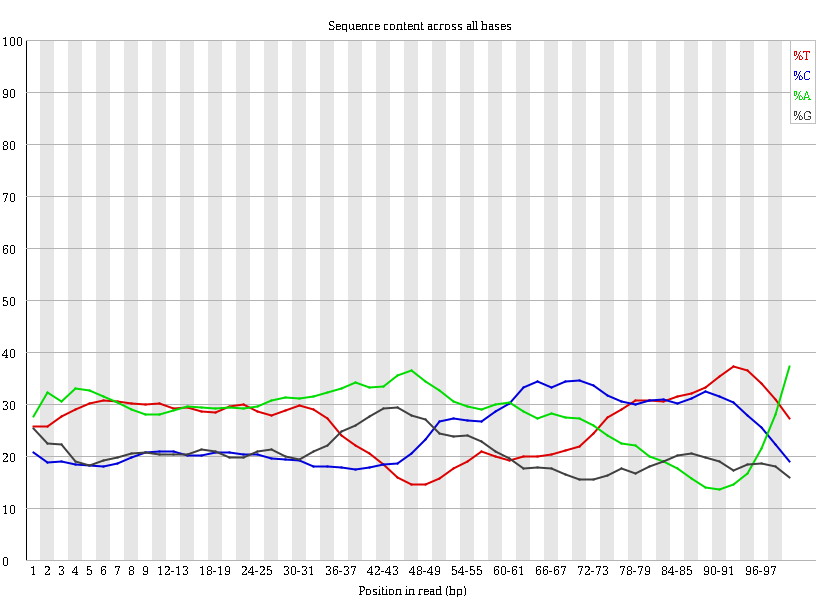 Sequence content across all bases
100
90
80
70
60
50
40
30
20
10
0
%T
%C
%A
%G
1 2 3 4 5 6 7 8 9 12-13 18-19 24-25 30-31 36-37 42-43 48-49 54-55 60-61 66-67 72-73 78-79 84-85 90-91 96-97
Position in read (bp)